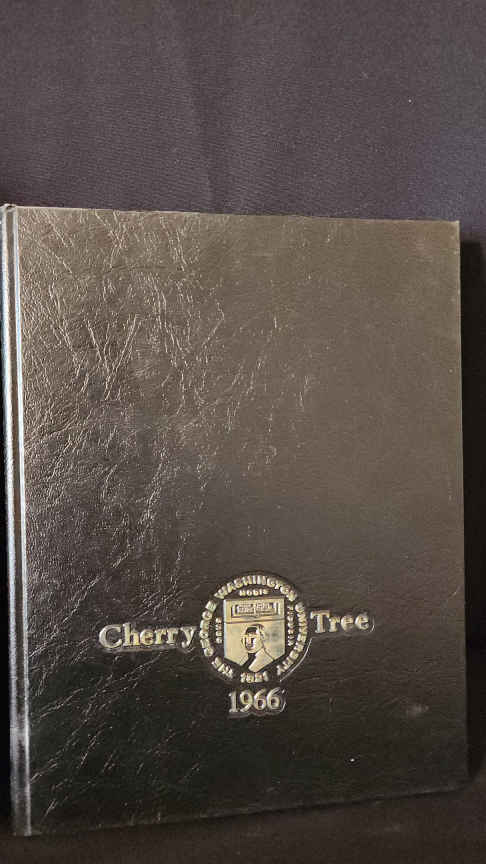 Cherry Tree
THE GEORGE WASHINGTON UNIVERSITY
1821
1966